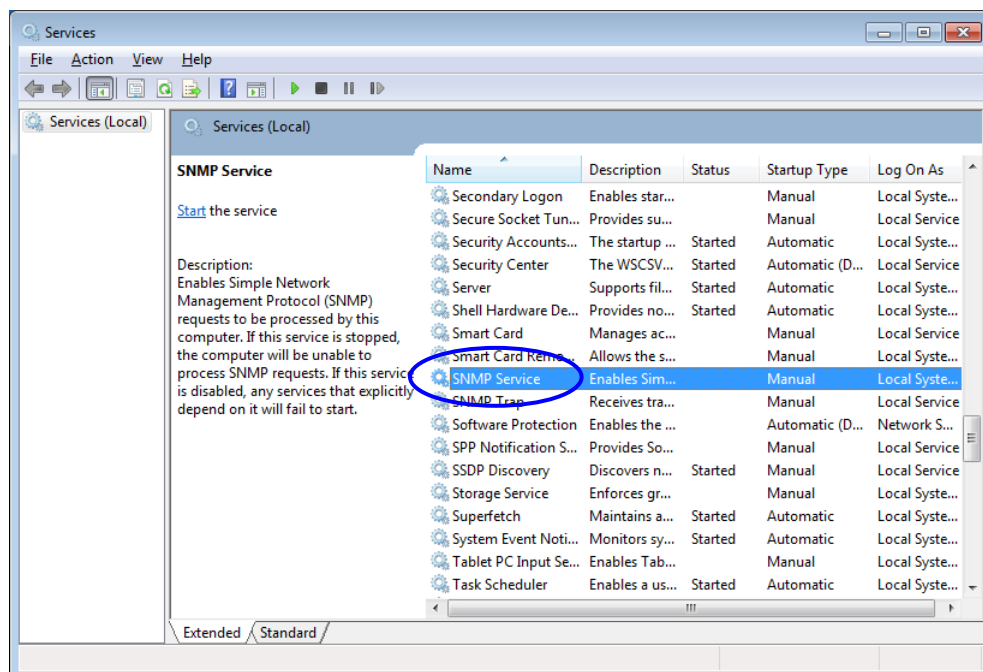 Services
File Action View Help
Services (Local)
Services (Local)
SNMP Service
Start the service
Description:
Enables Simple Network
Management Protocol (SNMP)
requests to be processed by this
computer. If this service is stopped,
the computer will be unable to
process SNMP requests. If this service
is disabled, any services that explicitly
depend on it will fail to start.
Name Description Status Startup Type Log On As
Secondary Logon Enables star... Manual Local Syste...
Secure Socket Tun... Provides su... Manual Local Service
Security Accounts... The startup ... Started Automatic Local Syste...
Security Center The WSCSV... Started Automatic (D... Local Service
Server Supports fil... Started Automatic Local Syste...
Shell Hardware De... Provides no... Started Automatic Local Syste...
Smart Card Manages ac... Manual Local Service
Smart Card Remo... Allows the s... Manual Local Syste...
SNMP Service Enables Sim... Manual Local Syste...
SNMP Trap Receives tra... Manual Local Service
Software Protection Enables the ... Automatic (D... Network S...
SPP Notification S... Provides So... Manual Local Service
SSDP Discovery Discovers n... Started Manual Local Service
Storage Service Enforces gr... Manual Local Syste...
Superfetch Maintains a... Started Automatic Local Syste...
System Event Noti... Monitors sy... Started Automatic Local Syste...
Tablet PC Input Se... Enables Tab... Manual Local Syste...
Task Scheduler Enables a us... Started Automatic Local Syste...
Extended Standard